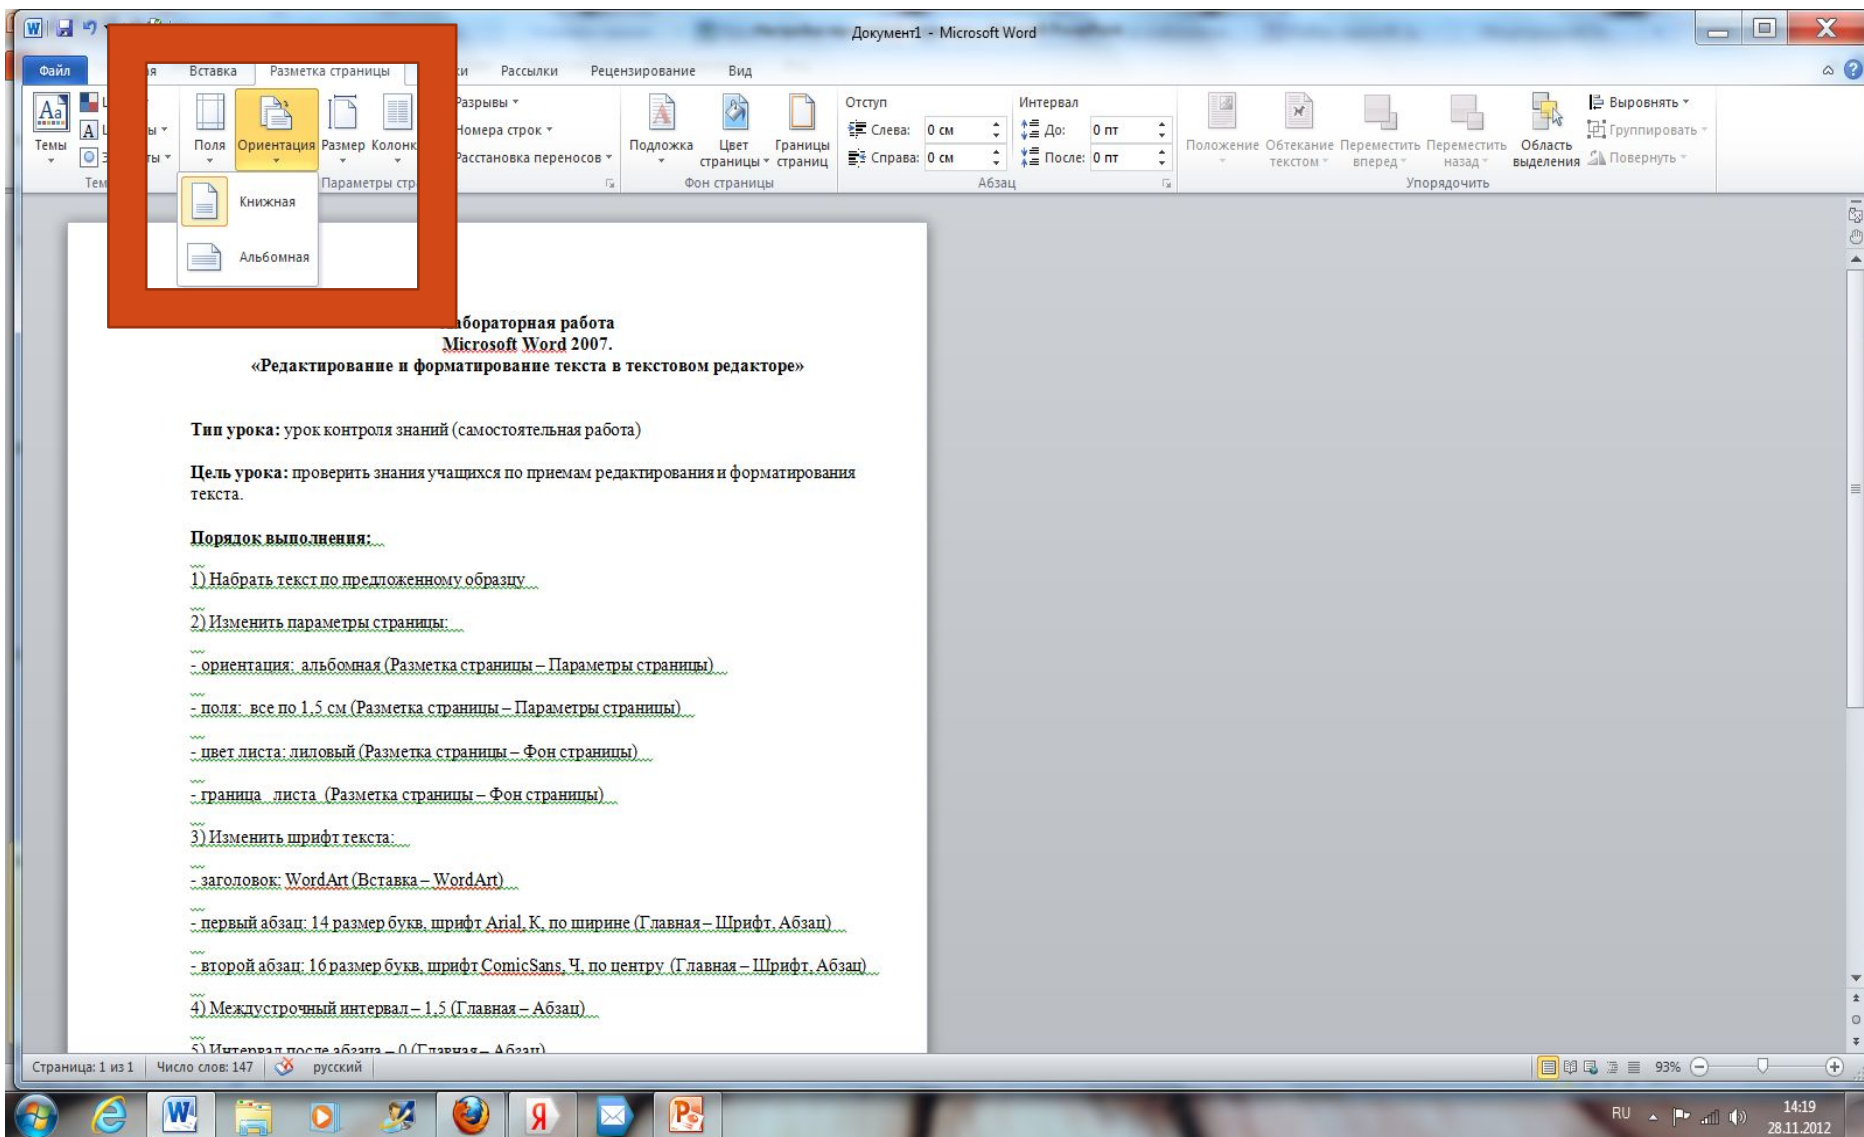 Документ1 - Microsoft Word
Файл Вставка Разметка страницы Рассылки Рецензирование Вид
Темы
Поля Ориентация Размер
Разрывы
Номера строк
Расстановка переносов
Параметры
Подложка Цвет страницы Границы страниц
Фон страницы
Отступ Интервал
Слева: 0 см До: 0 пт
Справа: 0 см После: 0 пт
Абзац
Положение Обтекание текстом Переместить вперед Переместить назад Область выделения
Выровнять
Группировать
Повернуть
Упорядочить
Книжная
Альбомная
работа
Microsoft Word 2007.
«Редактирование и форматирование текста в текстовом редакторе»
Тип урока: урок контроля знаний (самостоятельная работа)
Цель урока: проверить знания учащихся по приемам редактирования и форматирования
текста.
Порядок выполнения:
1) Набрать текст по предложенному образцу
2) Изменить параметры страницы:
- ориентация: альбомная (Разметка страницы – Параметры страницы)
- поля: все по 1,5 см (Разметка страницы – Параметры страницы)
- цвет листа: лиловый (Разметка страницы – Фон страницы)
- граница листа (Разметка страницы – Фон страницы)
3) Изменить шрифт текста:
- заголовок: WordArt (Вставка – WordArt)
- первый абзац: 14 размер букв, шрифт Arial, К, по ширине (Главная – Шрифт, Абзац)
- второй абзац: 16 размер букв, шрифт ComicSans, Ч, по центру (Главная – Шрифт, Абзац)
4) Междустрочный интервал – 1,5 (Главная – Абзац)
5) Интервал после абзаца – 0 (Главная – Абзац)
Страница: 1 из 1 Число слов: 147 русский 93%
RU 14:19
28.11.2012